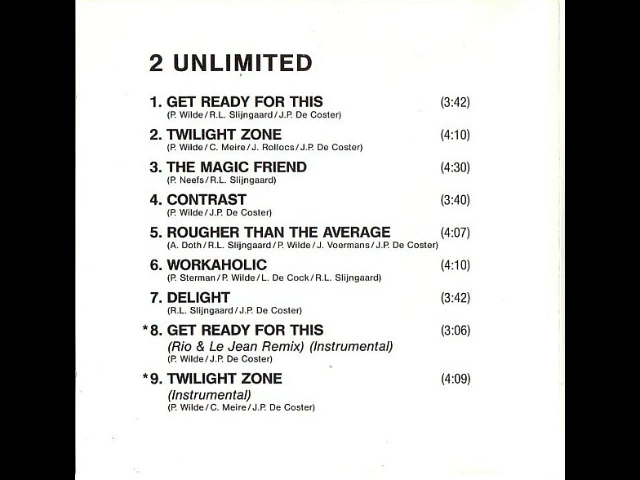 2 UNLIMITED
1. GET READY FOR THIS (3:42)
(P. Wilde/R.L. Slijngaard/J.P. De Coster)
2. TWILIGHT ZONE (4:10)
(P. Wilde/C. Meire/J. Rollocs/J.P. De Coster)
3. THE MAGIC FRIEND (4:30)
(P. Neefs/R.L. Slijngaard)
4. CONTRAST (3:40)
(P. Wilde/J.P. De Coster)
5. ROUGHER THAN THE AVERAGE (4:07)
(A. Doth/R.L. Slijngaard/P. Wilde/J. Voermans/J.P. De Coster)
6. WORKAHOLIC (4:10)
(P. Sterman/P. Wilde/L. De Cock/R.L. Slijngaard)
7. DELIGHT (3:42)
(R.L. Slijngaard/J.P. De Coster)
*8. GET READY FOR THIS (3:06)
(Rio & Le Jean Remix) (Instrumental)
(P. Wilde/J.P. De Coster)
*9. TWILIGHT ZONE (4:09)
(Instrumental)
(P. Wilde/C. Meire/J.P. De Coster)